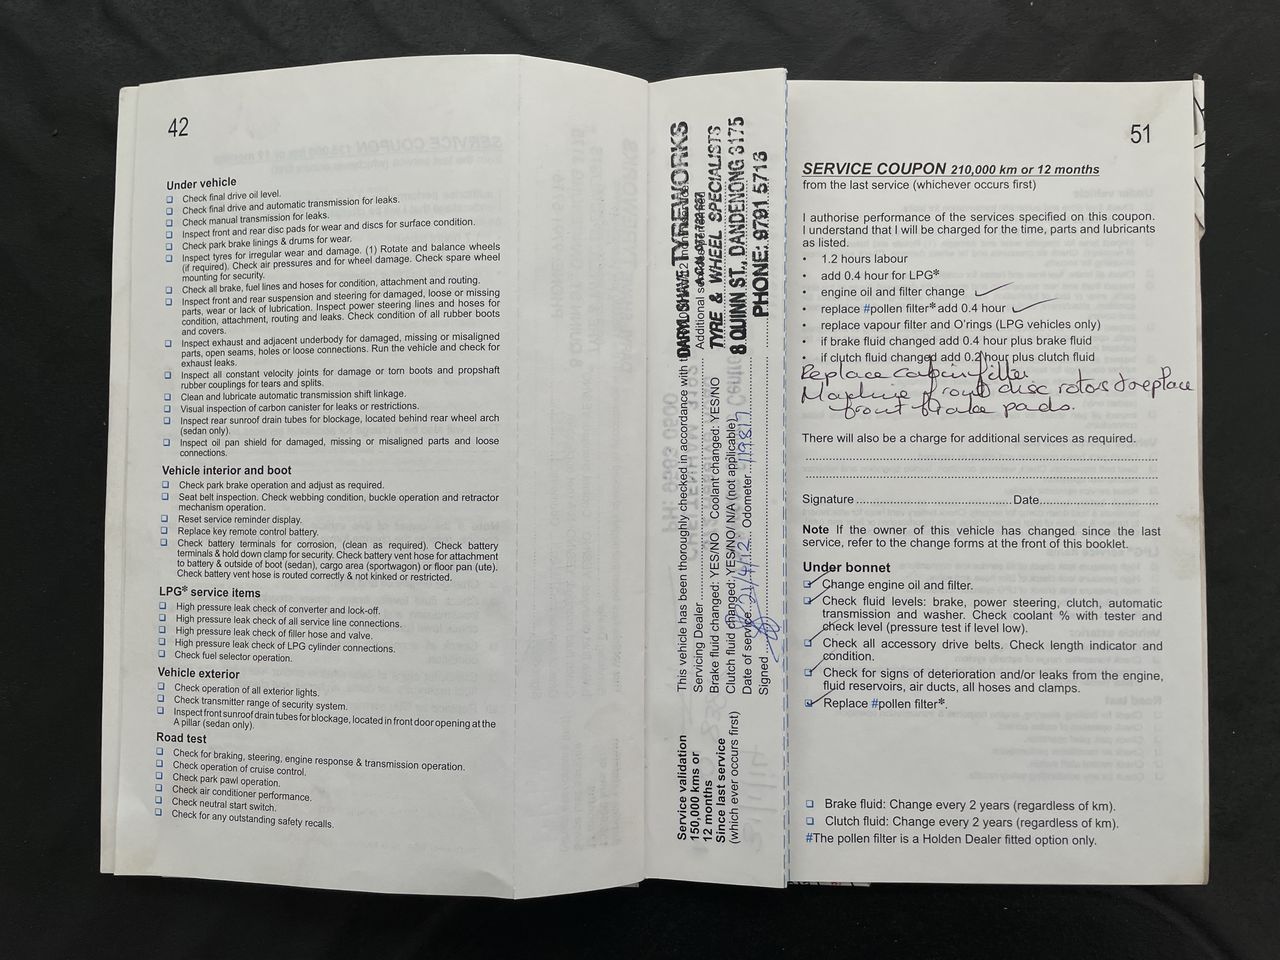 42
Under vehicle
Check final drive oil level.
Check final drive and automatic transmission for leaks.
Check manual transmission for leaks.
Inspect front and rear disc pads for wear and discs for surface condition.
Check park brake linings & drums for wear.
Inspect tyres for irregular wear and damage. (1) Rotate and balance wheels
(if required). Check air pressures and for wheel damage. Check spare wheel
mounting for security.
Check all brake, fuel lines and hoses for condition, attachment and routing.
Inspect front and rear suspension and steering for damaged, loose or missing
parts, wear or lack of lubrication. Inspect power steering lines and hoses for
condition, attachment, routing and leaks. Check condition of all rubber boots
and covers.
Inspect exhaust and adjacent underbody for damaged, missing or misaligned
parts, open seams, holes or loose connections. Run the vehicle and check for
exhaust leaks.
Inspect all constant velocity joints for damage or torn boots and propshaft
rubber couplings for tears and splits.
Clean and lubricate automatic transmission shift linkage.
Visual inspection of carbon canister for leaks or restrictions.
Inspect rear sunroof drain tubes for blockage, located behind rear wheel arch
(sedan only).
Inspect oil pan shield for damaged, missing or misaligned parts and loose
connections.
Vehicle interior and boot
Check park brake operation and adjust as required.
Seat belt inspection. Check webbing condition, buckle operation and retractor
mechanism operation.
Reset service reminder display.
Replace key remote control battery.
Check battery terminals for corrosion, (clean as required). Check battery
terminals & hold down clamp for security. Check battery vent hose for attachment
to battery & outside of boot (sedan), cargo area (sportwagon) or floor pan (ute).
Check battery vent hose is routed correctly & not kinked or restricted.
LPG* service items
High pressure leak check of converter and lock-off.
High pressure leak check of all service line connections.
High pressure leak check of filler hose and valve.
High pressure leak check of LPG cylinder connections.
Check fuel selector operation.
Vehicle exterior
Check operation of all exterior lights.
Check transmitter range of security system.
Inspect front sunroof drain tubes for blockage, located in front door opening at the
A pillar (sedan only).
Road test
Check for braking, steering, engine response & transmission operation.
Check operation of cruise control.
Check park pawl operation.
Check air conditioner performance.
Check neutral start switch.
Check for any outstanding safety recalls.
Service validation
150,000 kms or
12 months
Since last service
(which ever occurs first)
This vehicle has been thoroughly checked in accordance with
Servicing Dealer
Additional
Brake fluid changed: YES/NO Coolant changed: YES/NO
Clutch fluid changed: YES/NO/ N/A (not applicable)
Date of service Odometer
Signed
DARYL SHAVE TYREWORKS
TYRE & WHEEL SPECIALISTS
8 QUINN ST., DANDENONG 3175
PHONE: 9791 5713
51
SERVICE COUPON 210,000 km or 12 months
from the last service (whichever occurs first)
I authorise performance of the services specified on this coupon.
I understand that I will be charged for the time, parts and lubricants
as listed.
• 1.2 hours labour
• add 0.4 hour for LPG*
• engine oil and filter change
• replace #pollen filter* add 0.4 hour
• replace vapour filter and O'rings (LPG vehicles only)
• if brake fluid changed add 0.4 hour plus brake fluid
• if clutch fluid changed add 0.2 hour plus clutch fluid
Replace cabin filter
Machine front disc rotors & replace
front brake pads.
There will also be a charge for additional services as required.
Signature Date
Note If the owner of this vehicle has changed since the last
service, refer to the change forms at the front of this booklet.
Under bonnet
Change engine oil and filter.
Check fluid levels: brake, power steering, clutch, automatic
transmission and washer. Check coolant % with tester and
check level (pressure test if level low).
Check all accessory drive belts. Check length indicator and
condition.
Check for signs of deterioration and/or leaks from the engine,
fluid reservoirs, air ducts, all hoses and clamps.
Replace #pollen filter*.
Brake fluid: Change every 2 years (regardless of km).
Clutch fluid: Change every 2 years (regardless of km).
#The pollen filter is a Holden Dealer fitted option only.